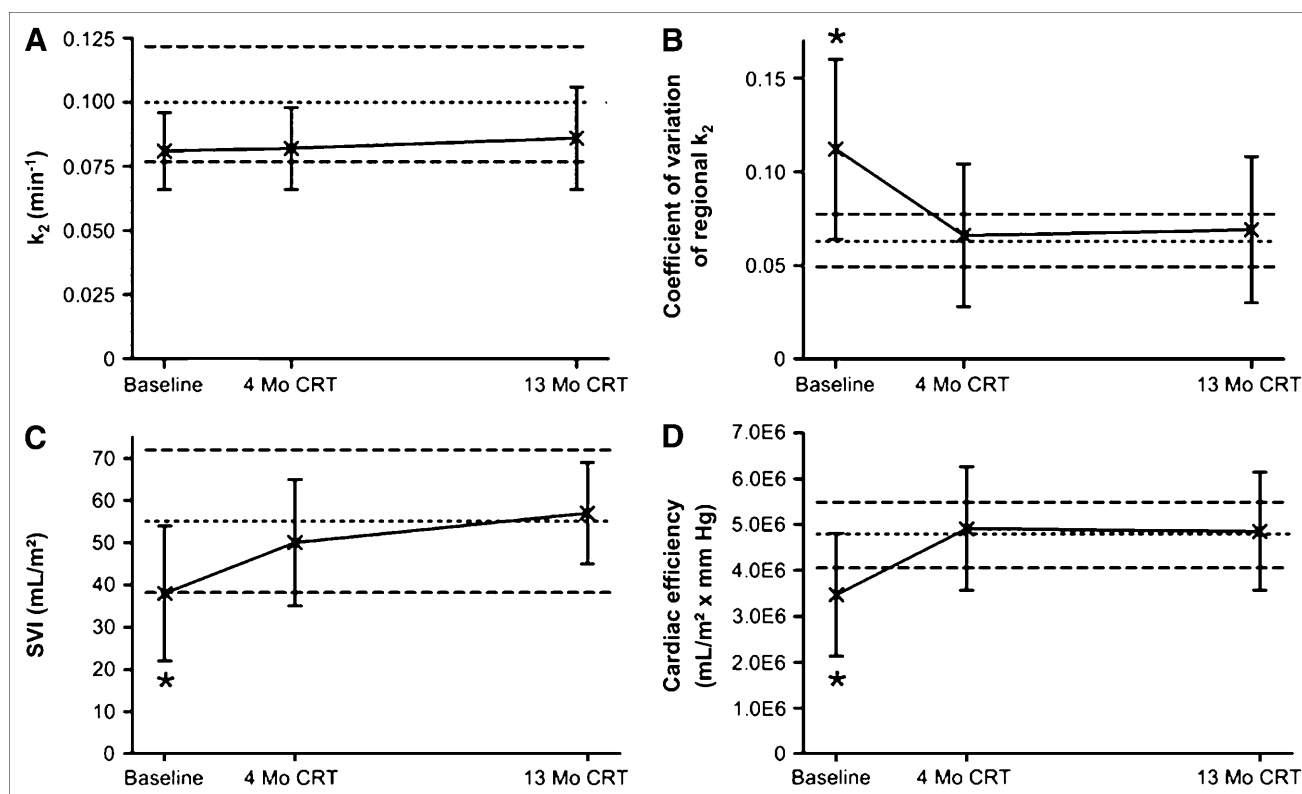 A
0.125
0.100
0.075
0.050
0.025
0
k₂ (min⁻¹)
Baseline
4 Mo CRT
13 Mo CRT
B
*
0.15
0.10
0.05
0
Coefficient of variation
of regional k₂
Baseline
4 Mo CRT
13 Mo CRT
C
70
60
50
40
30
20
10
0
SVI (mL/m²)
*
Baseline
4 Mo CRT
13 Mo CRT
D
7.0E6
6.0E6
5.0E6
4.0E6
3.0E6
2.0E6
1.0E6
0
Cardiac efficiency
(mL/m² x mm Hg)
*
Baseline
4 Mo CRT
13 Mo CRT